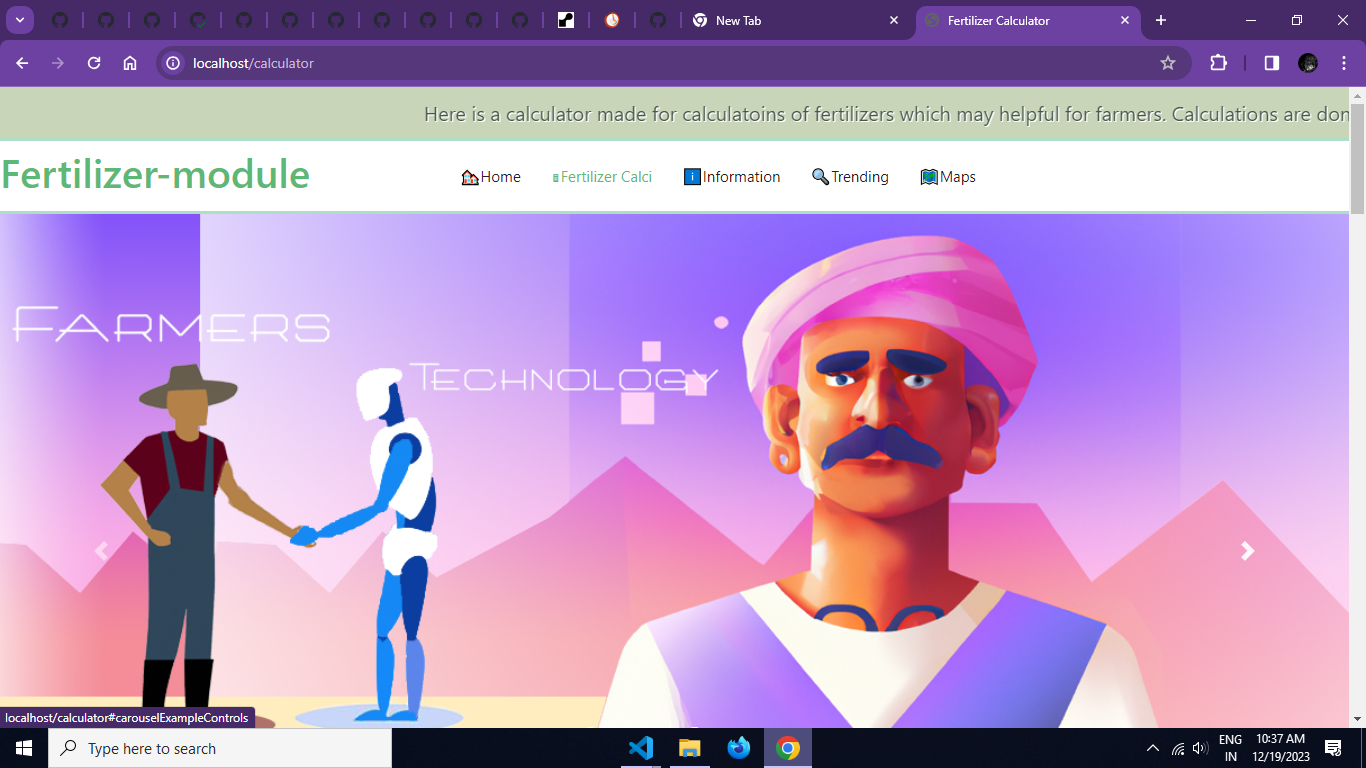 New Tab
Fertilizer Calculator
localhost/calculator
Here is a calculator made for calculatoins of fertilizers which may helpful for farmers. Calculations are don
Fertilizer-module
Home
Fertilizer Calci
Information
Trending
Maps
FARMERS
TECHNOLOGY
localhost/calculator#carouselExampleControls
Type here to search
ENG
IN
10:37 AM
12/19/2023